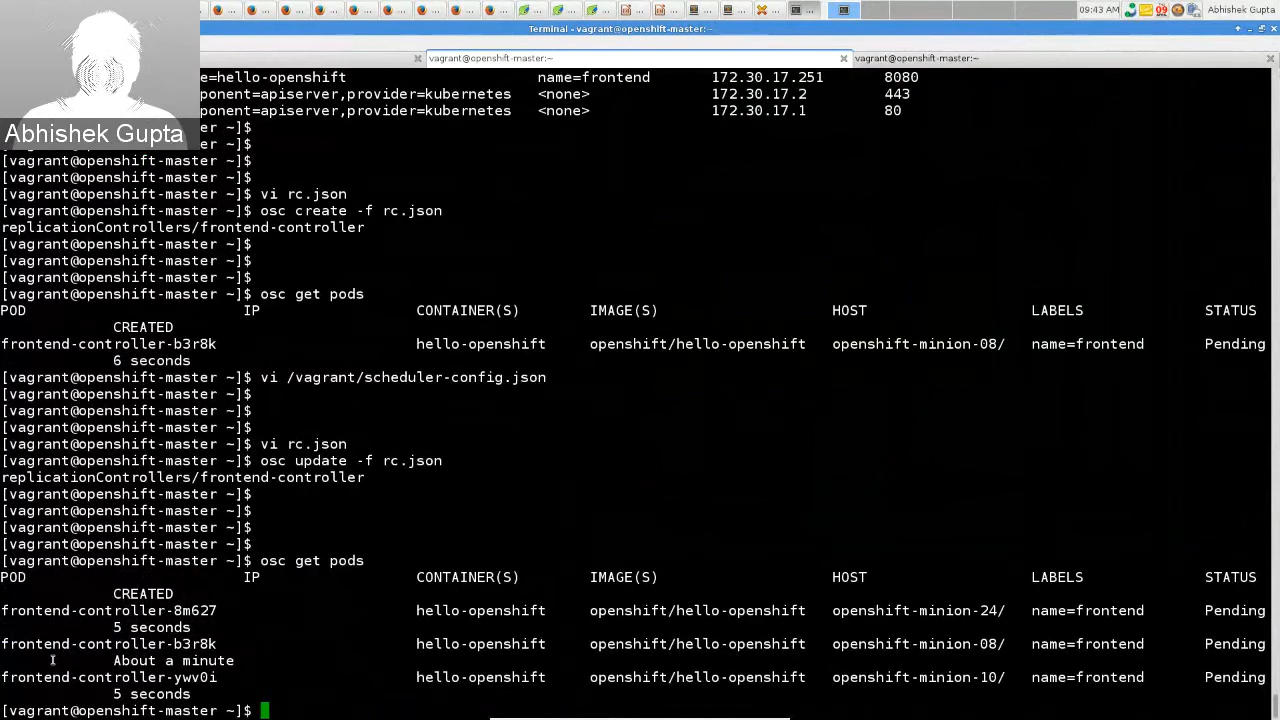 09:43 AM Abhishek Gupta
Terminal - vagrant@openshift-master:~
vagrant@openshift-master:~ vagrant@openshift-master:~
e=hello-openshift name=frontend 172.30.17.251 8080
ponent=apiserver,provider=kubernetes <none> 172.30.17.2 443
ponent=apiserver,provider=kubernetes <none> 172.30.17.1 80
Abhishek Gupta
-master ~]$
-master ~]$
[vagrant@openshift-master ~]$
[vagrant@openshift-master ~]$
[vagrant@openshift-master ~]$ vi rc.json
[vagrant@openshift-master ~]$ osc create -f rc.json
replicationControllers/frontend-controller
[vagrant@openshift-master ~]$
[vagrant@openshift-master ~]$
[vagrant@openshift-master ~]$
[vagrant@openshift-master ~]$ osc get pods
POD IP CONTAINER(S) IMAGE(S) HOST LABELS STATUS
CREATED
frontend-controller-b3r8k hello-openshift openshift/hello-openshift openshift-minion-08/ name=frontend Pending
6 seconds
[vagrant@openshift-master ~]$ vi /vagrant/scheduler-config.json
[vagrant@openshift-master ~]$
[vagrant@openshift-master ~]$
[vagrant@openshift-master ~]$
[vagrant@openshift-master ~]$ vi rc.json
[vagrant@openshift-master ~]$ osc update -f rc.json
replicationControllers/frontend-controller
[vagrant@openshift-master ~]$
[vagrant@openshift-master ~]$
[vagrant@openshift-master ~]$
[vagrant@openshift-master ~]$
[vagrant@openshift-master ~]$ osc get pods
POD IP CONTAINER(S) IMAGE(S) HOST LABELS STATUS
CREATED
frontend-controller-8m627 hello-openshift openshift/hello-openshift openshift-minion-24/ name=frontend Pending
5 seconds
frontend-controller-b3r8k hello-openshift openshift/hello-openshift openshift-minion-08/ name=frontend Pending
About a minute
frontend-controller-ywv0i hello-openshift openshift/hello-openshift openshift-minion-10/ name=frontend Pending
5 seconds
[vagrant@openshift-master ~]$